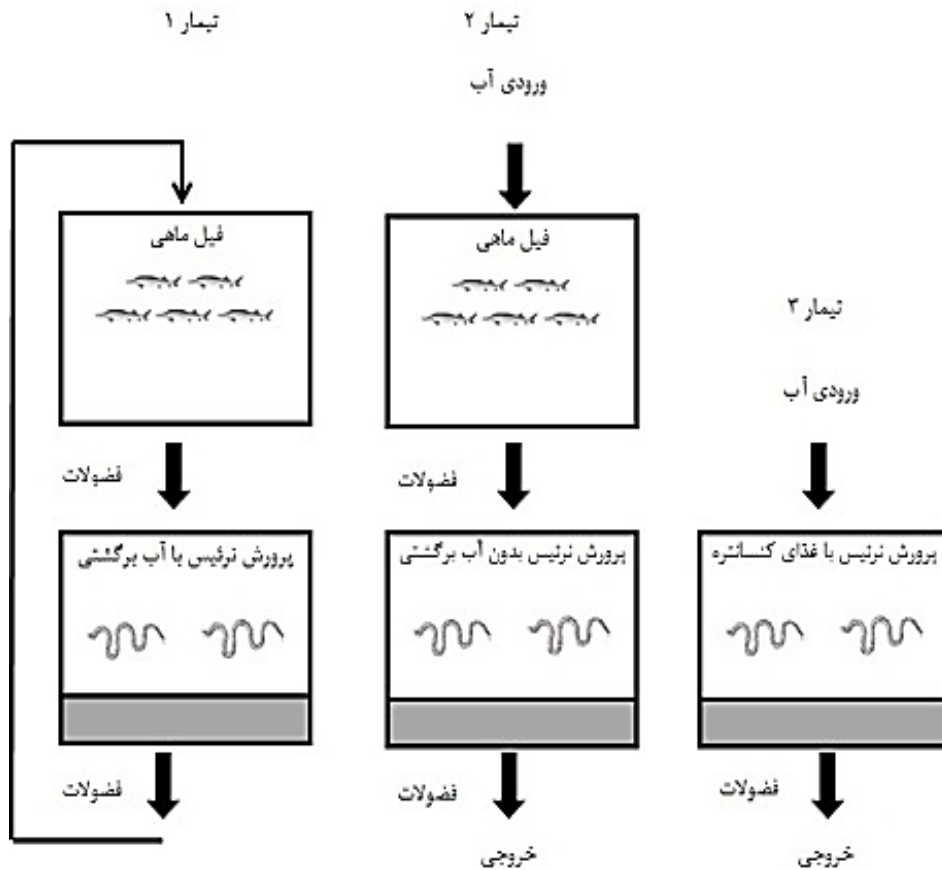 تیمار ۱
تیمار ۲
ورودی آب
فیل ماهی
فیل ماهی
تیمار ۳
ورودی آب
فضولات
فضولات
پرورش نرئیس با آب برگشتی
پرورش نرئیس بدون آب برگشتی
پرورش نرئیس با غذای کنسانتره
فضولات
فضولات
فضولات
خروجی
خروجی